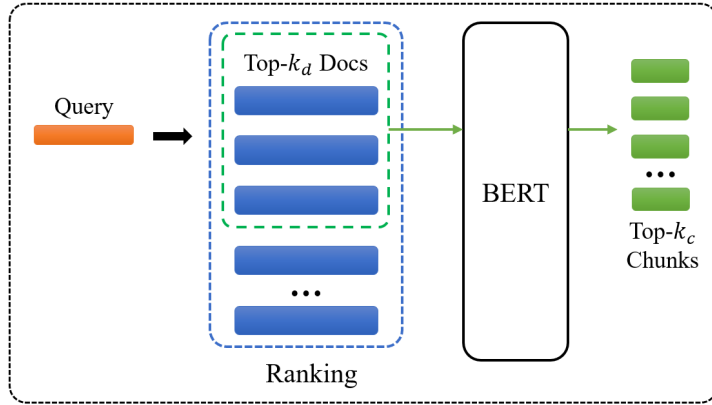 Query
Top-k_d Docs
...
Ranking
BERT
...
Top-k_c
Chunks